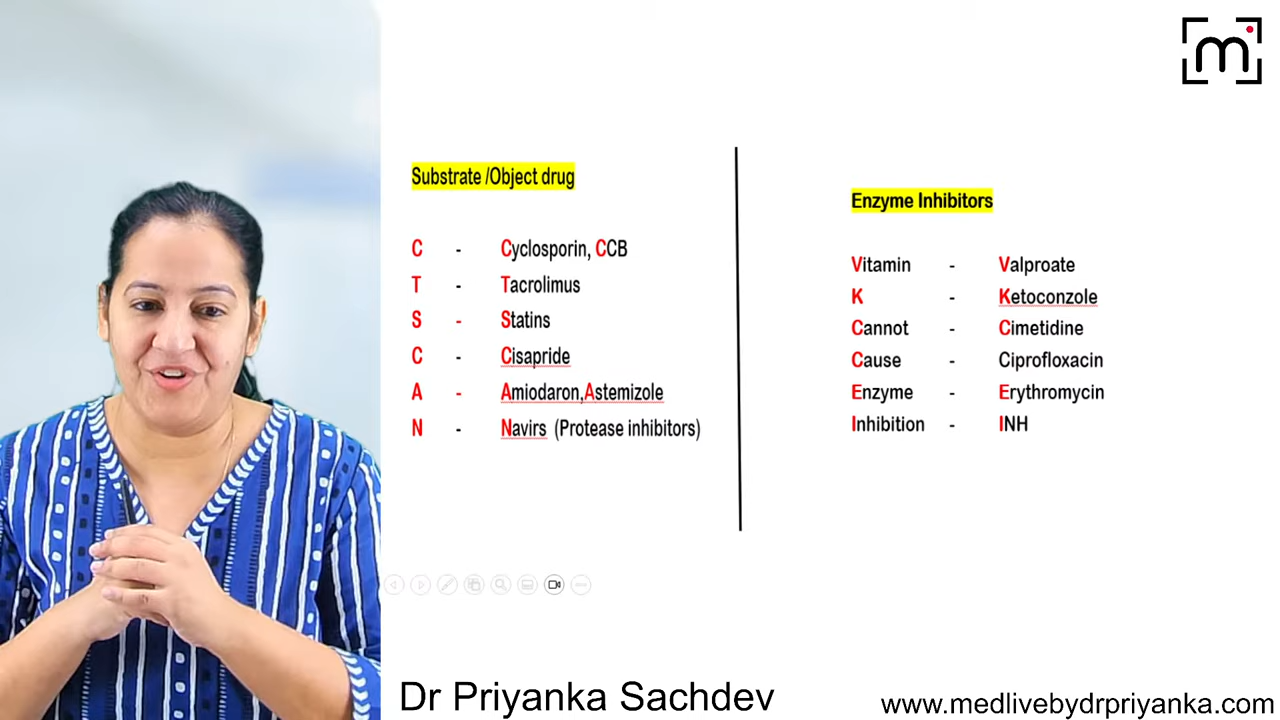 m
Substrate /Object drug
C - Cyclosporin, CCB
T - Tacrolimus
S - Statins
C - Cisapride
A - Amiodaron,Astemizole
N - Navirs (Protease inhibitors)
Enzyme Inhibitors
Vitamin - Valproate
K - Ketoconzole
Cannot - Cimetidine
Cause - Ciprofloxacin
Enzyme - Erythromycin
Inhibition - INH
Dr Priyanka Sachdev
www.medlivebydrpriyanka.com